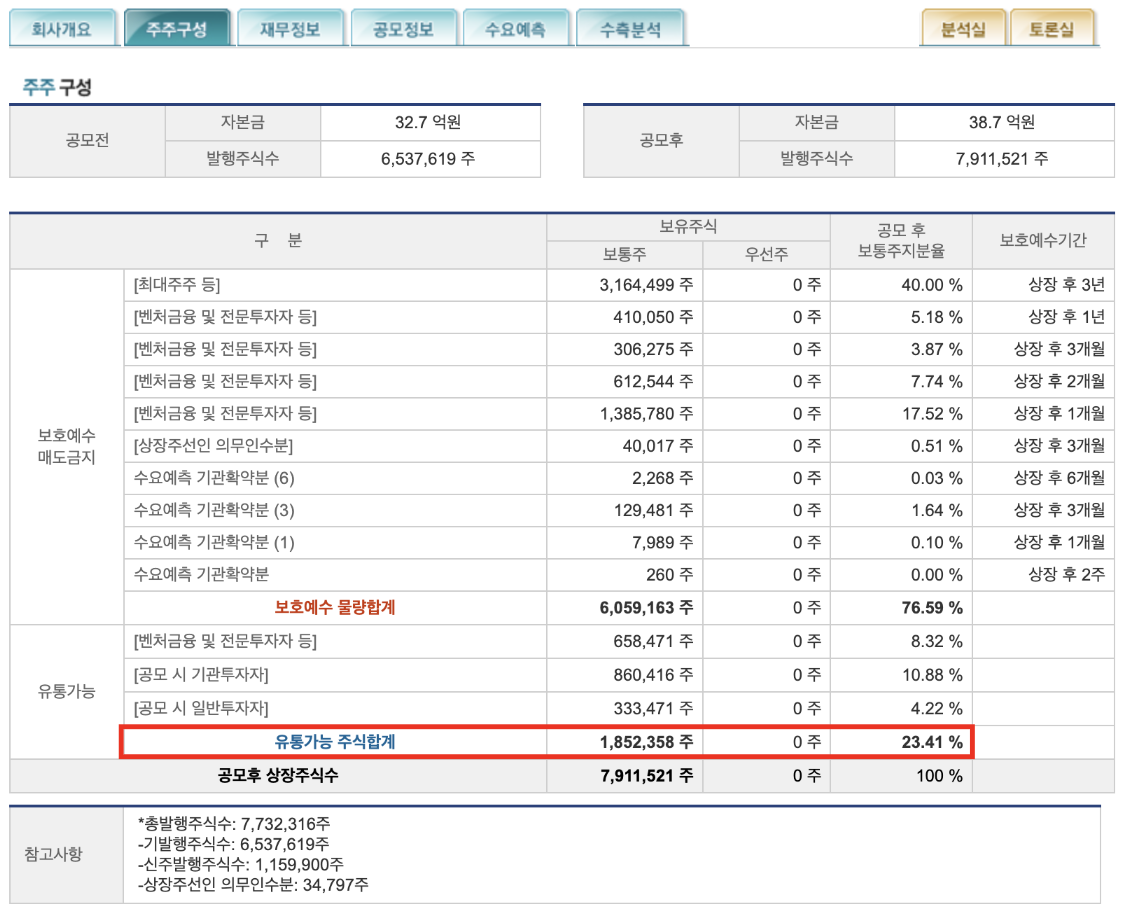 회사개요 주주구성 재무정보 공모정보 수요예측 수측분석 분석실 토론실
주주 구성
공모전 자본금 32.7 억원 공모후 자본금 38.7 억원
발행주식수 6,537,619 주 발행주식수 7,911,521 주
구 분 보유주식 공모 후 보통주지분율 보호예수기간
보통주 우선주
보호예수 매도금지
[최대주주 등] 3,164,499 주 0 주 40.00 % 상장 후 3년
[벤처금융 및 전문투자자 등] 410,050 주 0 주 5.18 % 상장 후 1년
[벤처금융 및 전문투자자 등] 306,275 주 0 주 3.87 % 상장 후 3개월
[벤처금융 및 전문투자자 등] 612,544 주 0 주 7.74 % 상장 후 2개월
[벤처금융 및 전문투자자 등] 1,385,780 주 0 주 17.52 % 상장 후 1개월
[상장주선인 의무인수분] 40,017 주 0 주 0.51 % 상장 후 3개월
수요예측 기관확약분 (6) 2,268 주 0 주 0.03 % 상장 후 6개월
수요예측 기관확약분 (3) 129,481 주 0 주 1.64 % 상장 후 3개월
수요예측 기관확약분 (1) 7,989 주 0 주 0.10 % 상장 후 1개월
수요예측 기관확약분 260 주 0 주 0.00 % 상장 후 2주
보호예수 물량합계 6,059,163 주 0 주 76.59 %
유통가능
[벤처금융 및 전문투자자 등] 658,471 주 0 주 8.32 %
[공모 시 기관투자자] 860,416 주 0 주 10.88 %
[공모 시 일반투자자] 333,471 주 0 주 4.22 %
유통가능 주식합계 1,852,358 주 0 주 23.41 %
공모후 상장주식수 7,911,521 주 0 주 100 %
참고사항
*총발행주식수: 7,732,316주
-기발행주식수: 6,537,619주
-신주발행주식수: 1,159,900주
-상장주선인 의무인수분: 34,797주